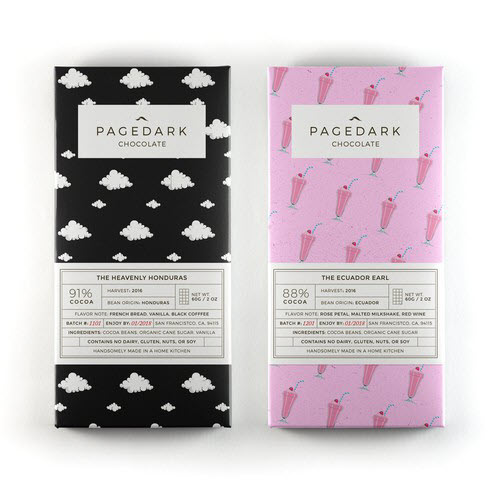 PAGEDARK
CHOCOLATE
THE HEAVENLY HONDURAS
91%
COCOA
HARVEST: 2016
BEAN ORIGIN: HONDURAS
NET WT
60G / 2 OZ
FLAVOR NOTE: FRENCH BREAD, VANILLA, BLACK COFFFEE
BATCH #: 1101 ENJOY BY: 01/2018 SAN FRANCISTCO, CA. 94115
INGREDIENTS: COCOA BEANS, ORGANIC CANE SUGAR, VANILLA
CONTAINS NO DAIRY, GLUTEN, NUTS, OR SOY
HANDSOMELY MADE IN A HOME KITCHEN
PAGEDARK
CHOCOLATE
THE ECUADOR EARL
88%
COCOA
HARVEST: 2016
BEAN ORIGIN: ECUADOR
NET WT
60G / 2 OZ
FLAVOR NOTE: ROSE PETAL, MALTED MILKSHAKE, RED WINE
BATCH #: 1201 ENJOY BY: 01/2018 SAN FRANCISTCO, CA. 94115
INGREDIENTS: COCOA BEANS, ORGANIC CANE SUGAR
CONTAINS NO DAIRY, GLUTEN, NUTS, OR SOY
HANDSOMELY MADE IN A HOME KITCHEN